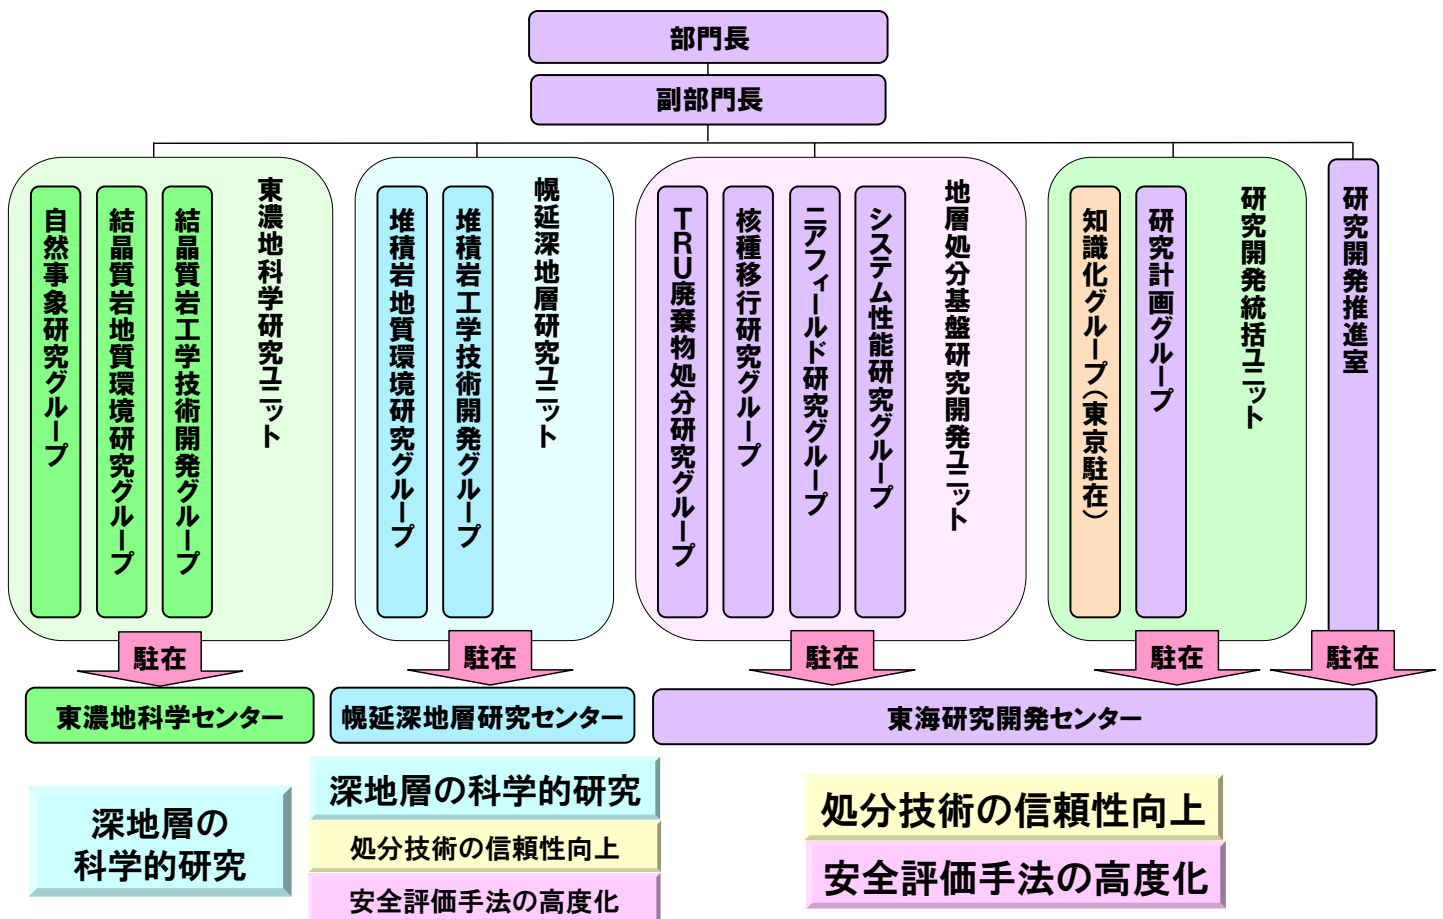 部門長
副部門長
東濃地科学研究ユニット
結晶質岩工学技術開発グループ
結晶質岩地質環境研究グループ
自然事象研究グループ
幌延深地層研究ユニット
堆積岩工学技術開発グループ
堆積岩地質環境研究グループ
地層処分基盤研究開発ユニット
システム性能研究グループ
ニアフィールド研究グループ
核種移行研究グループ
TRU廃棄物処分研究グループ
研究開発統括ユニット
研究計画グループ
知識化グループ(東京駐在)
研究開発推進室
駐在
駐在
駐在
駐在
駐在
東濃地科学センター
幌延深地層研究センター
東海研究開発センター
深地層の
科学的研究
深地層の科学的研究
処分技術の信頼性向上
安全評価手法の高度化
処分技術の信頼性向上
安全評価手法の高度化